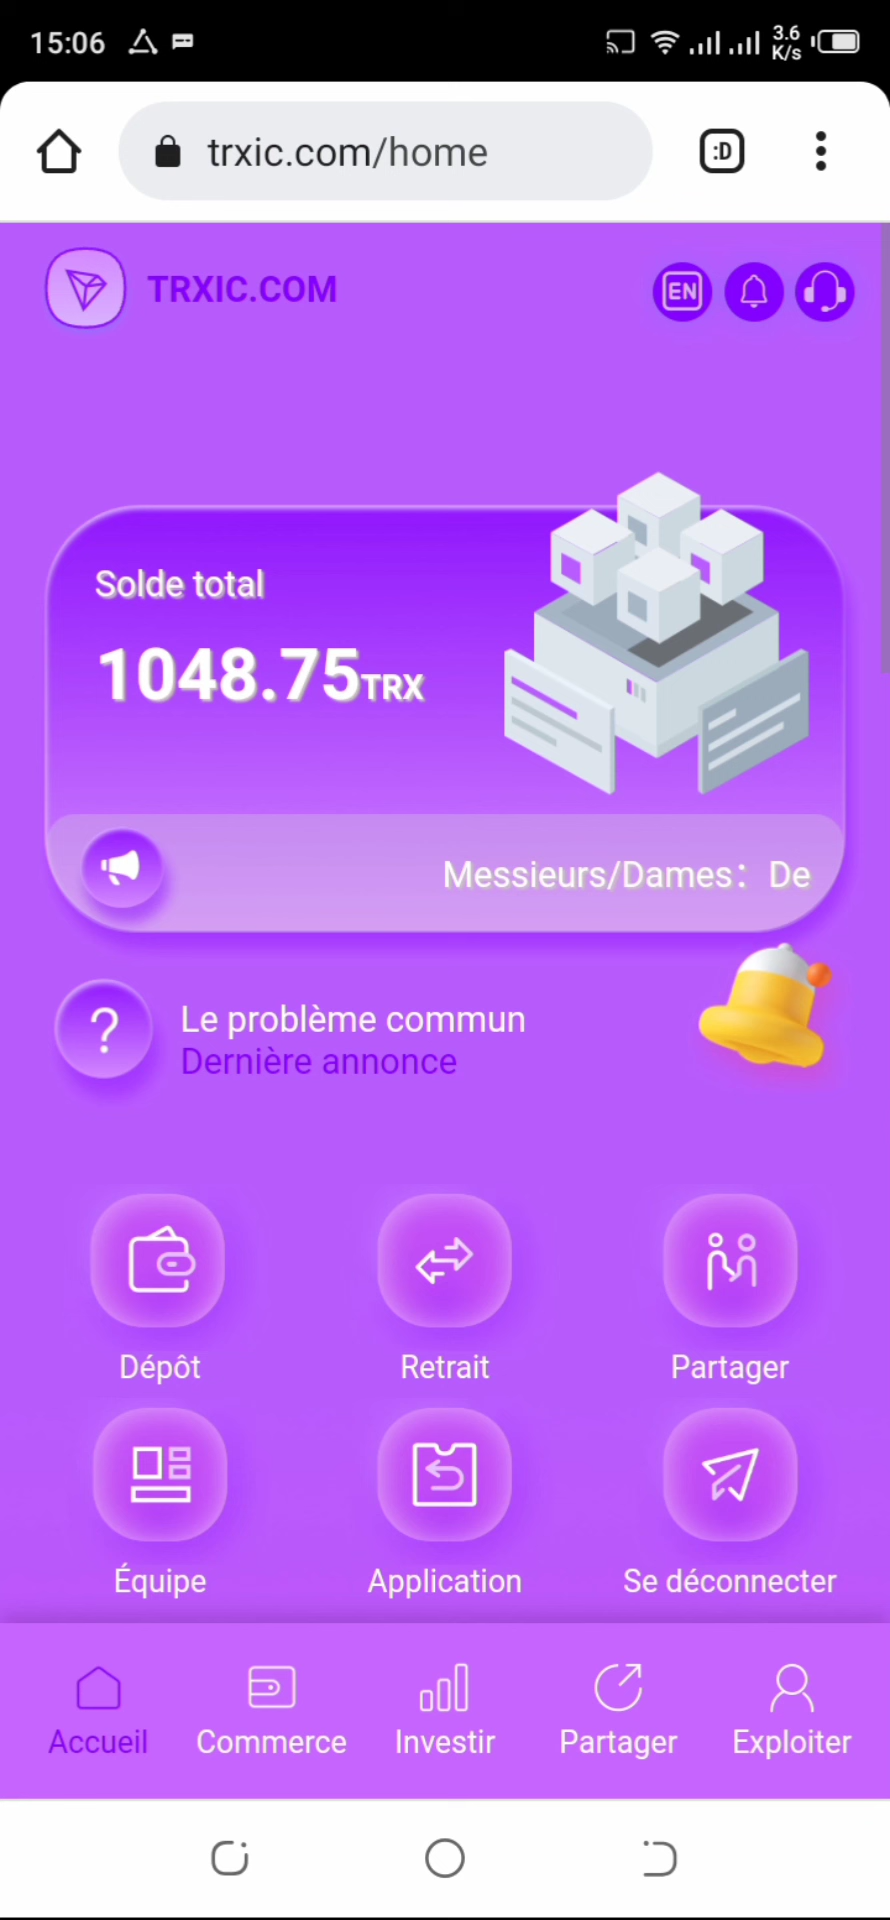 15:06
3.6
K/s
trxic.com/home
:D
TRXIC.COM
EN
Solde total
1048.75TRX
Messieurs/Dames： De
?
Le problème commun
Dernière annonce
Dépôt
Retrait
Partager
Équipe
Application
Se déconnecter
Accueil
Commerce
Investir
Partager
Exploiter